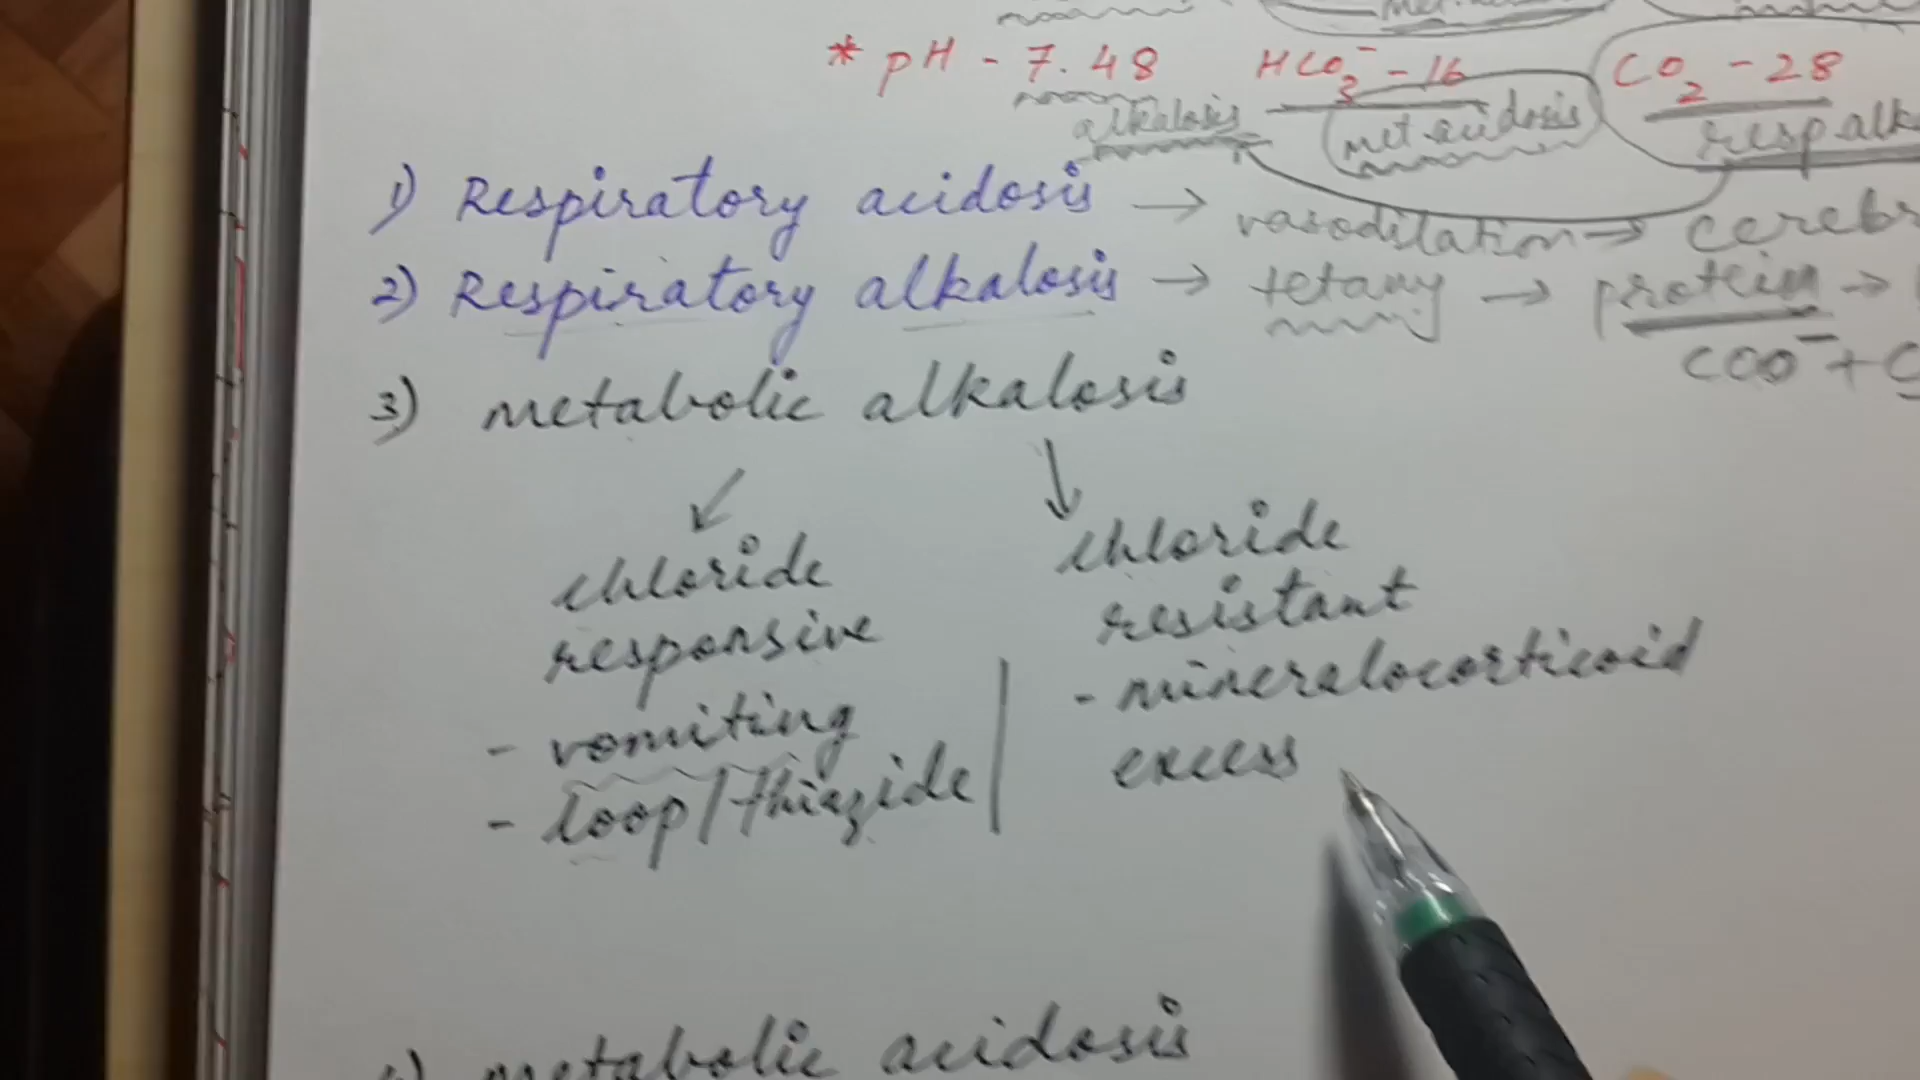 * pH - 7.48 HCO3⁻ - 16 CO2 - 28
alkalosis met acidosis resp alk
1) Respiratory acidosis → vasodilation → cerebr
2) Respiratory alkalosis → tetany → protein →
COO⁻ +
3) metabolic alkalosis
↙ ↓
chloride chloride
responsive resistant
- vomiting - mineralocorticoid
- loop/thiazide excess
metabolic acidosis